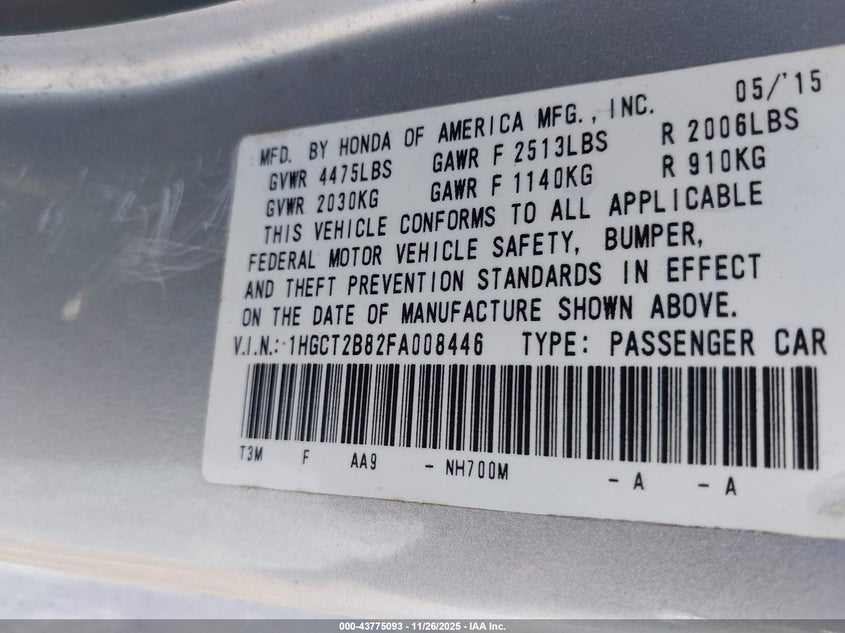 05/'15
MFD. BY HONDA OF AMERICA MFG., INC.
GVWR 4475LBS GAWR F 2513LBS R 2006LBS
GVWR 2030KG GAWR F 1140KG R 910KG
THIS VEHICLE CONFORMS TO ALL APPLICABLE
FEDERAL MOTOR VEHICLE SAFETY, BUMPER,
AND THEFT PREVENTION STANDARDS IN EFFECT
ON THE DATE OF MANUFACTURE SHOWN ABOVE.
V.I.N.: 1HGCT2B82FA008446 TYPE: PASSENGER CAR
T3M F AA9 - NH700M - A - A
000-43775093 - 11/26/2025 - IAA Inc.